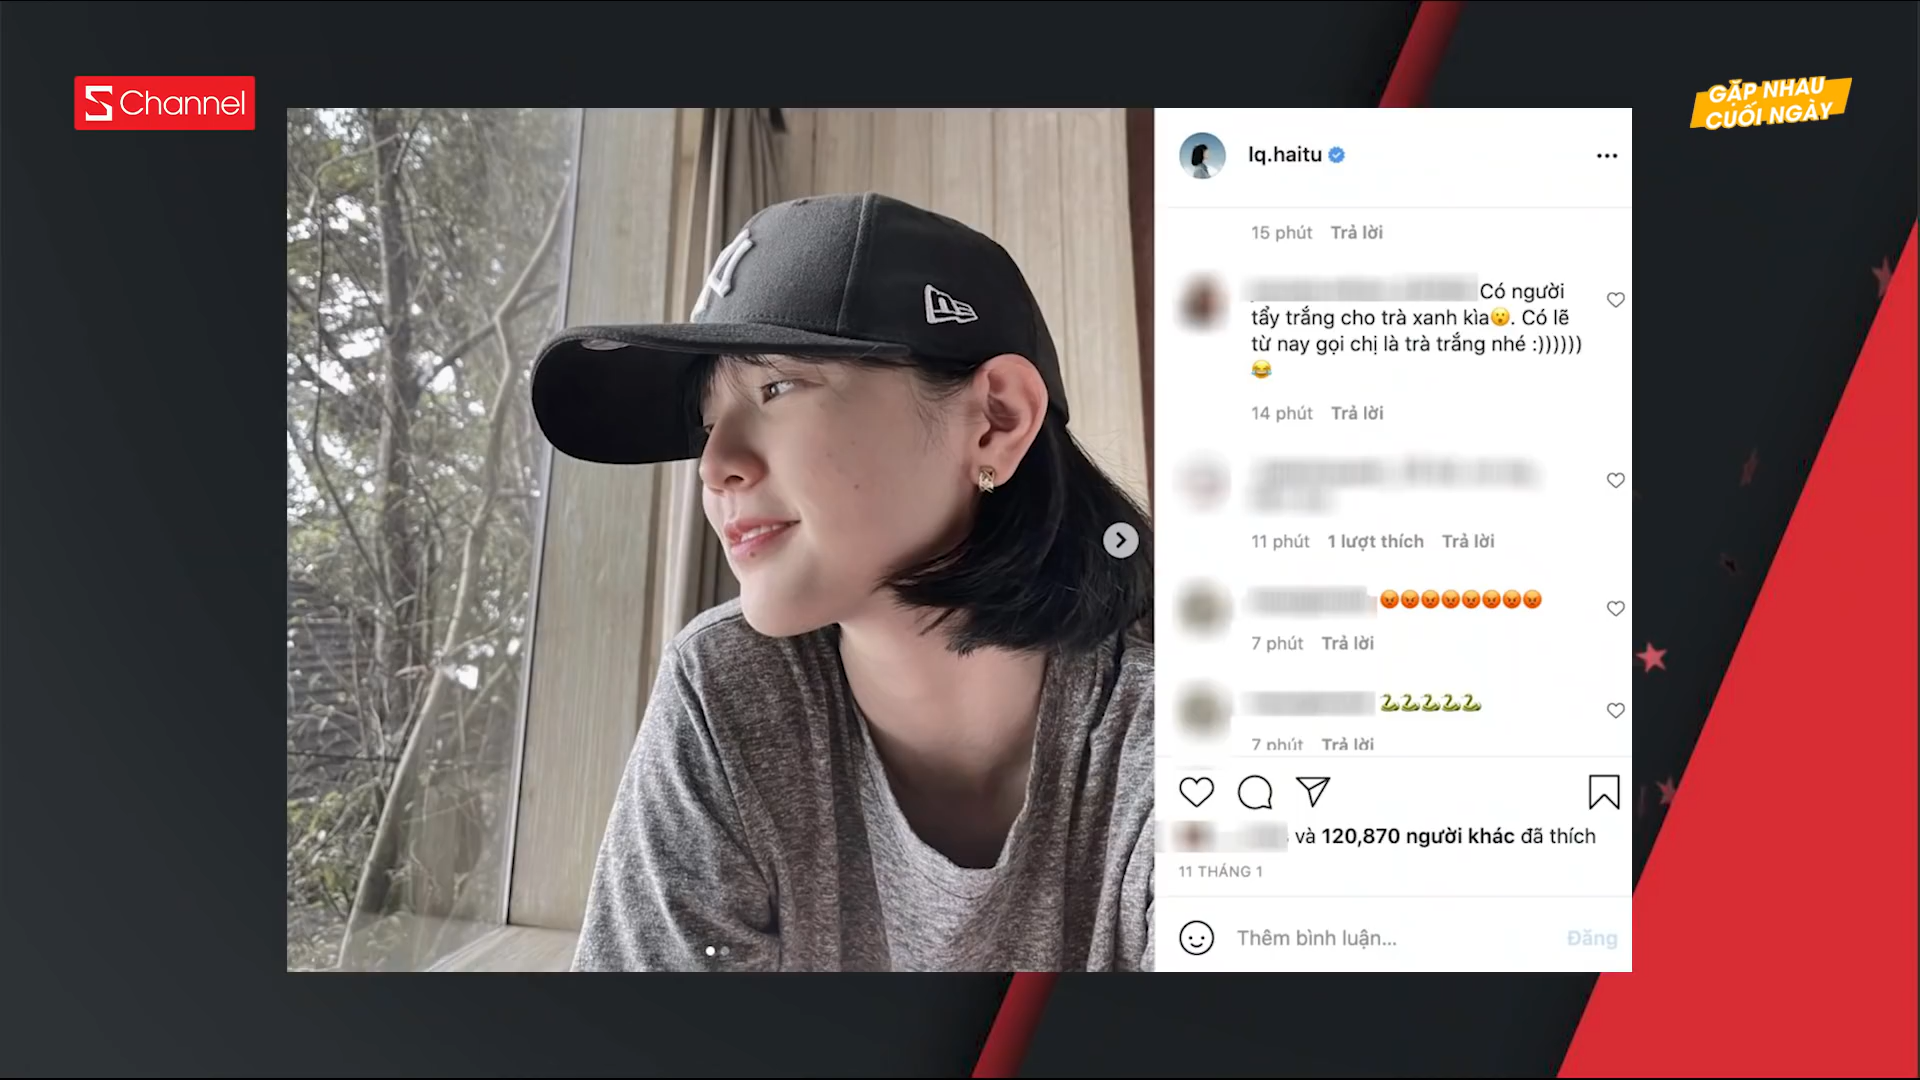 S Channel
GẶP NHAU
CUỐI NGÀY
lq.haitu
15 phút Trả lời
Có người
tẩy trắng cho trà xanh kìa😮. Có lẽ
từ nay gọi chị là trà trắng nhé :))))))
😂
14 phút Trả lời
11 phút 1 lượt thích Trả lời
😡😡😡😡😡😡😡😡
7 phút Trả lời
🐍🐍🐍🐍🐍
7 phút Trả lời
và 120,870 người khác đã thích
11 THÁNG 1
Thêm bình luận...
Đăng